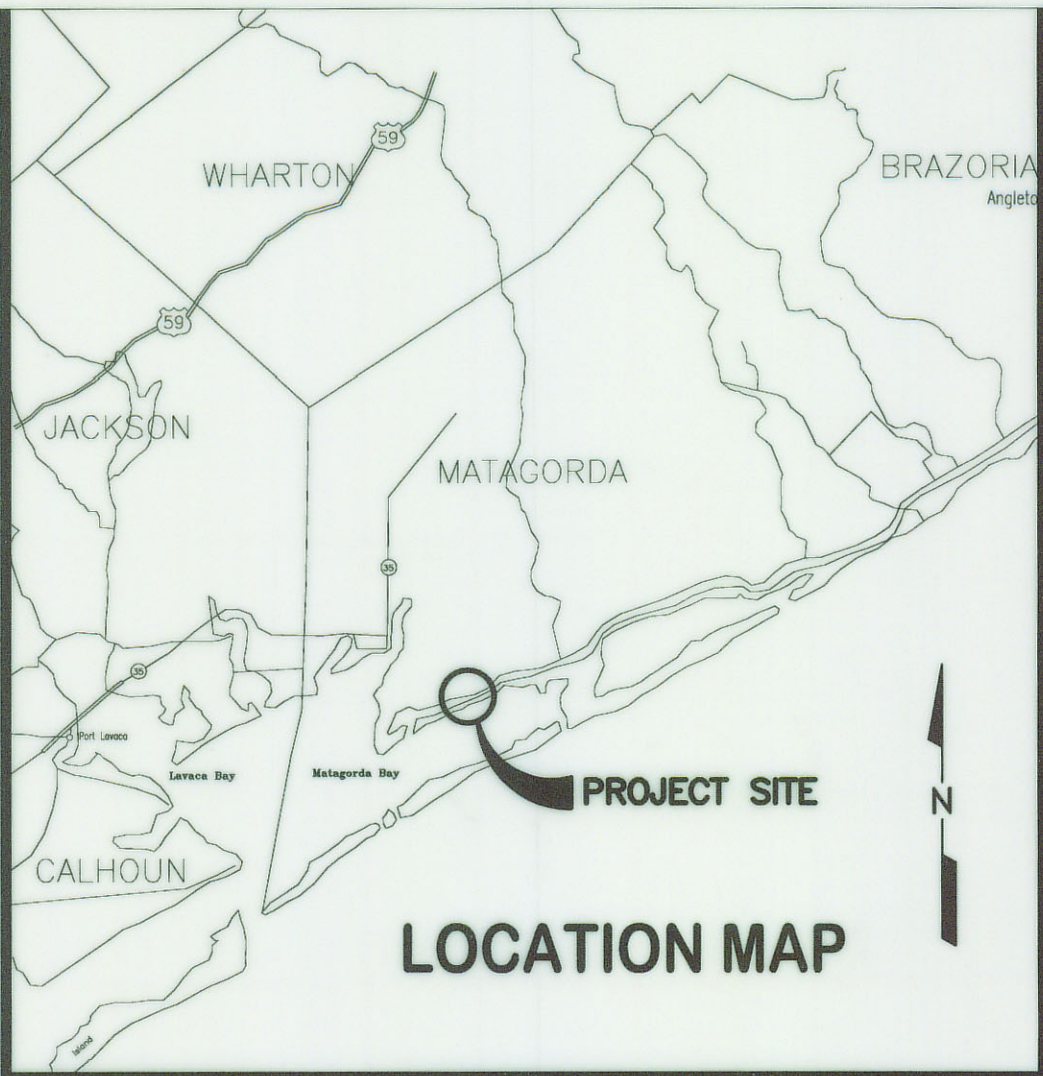 59
WHARTON
BRAZORIA
Angleto
59
JACKSON
MATAGORDA
35
35
Port Lavaca
Lavaca Bay
Matagorda Bay
PROJECT SITE
N
CALHOUN
LOCATION MAP
Island